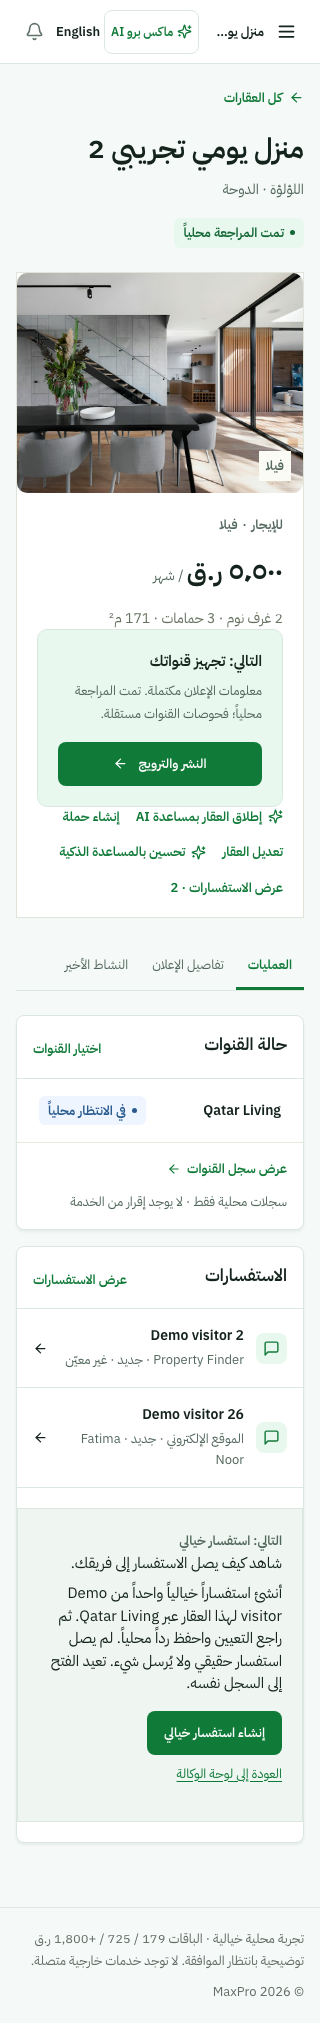 منزل يو...
ماكس برو AI
English
كل العقارات
منزل يومي تجريبي 2
اللؤلؤة · الدوحة
تمت المراجعة محلياً
فيلا
للإيجار · فيلا
٥,٥٠٠ ر.ق / شهر
2 غرف نوم · 3 حمامات · 171 م²
التالي: تجهيز قنواتك
معلومات الإعلان مكتملة. تمت المراجعة
محلياً؛ فحوصات القنوات مستقلة.
النشر والترويج
إطلاق العقار بمساعدة AI
إنشاء حملة
تعديل العقار
تحسين بالمساعدة الذكية
عرض الاستفسارات · 2
العمليات
تفاصيل الإعلان
النشاط الأخير
حالة القنوات
اختيار القنوات
Qatar Living
في الانتظار محلياً
عرض سجل القنوات
سجلات محلية فقط · لا يوجد إقرار من الخدمة
الاستفسارات
عرض الاستفسارات
Demo visitor 2
Property Finder · جديد · غير معيّن
Demo visitor 26
الموقع الإلكتروني · جديد · Fatima
Noor
التالي: استفسار خيالي
شاهد كيف يصل الاستفسار إلى فريقك.
أنشئ استفساراً خيالياً واحداً من Demo
visitor لهذا العقار عبر Qatar Living. ثم
راجع التعيين واحفظ رداً محلياً. لم يصل
استفسار حقيقي ولا يُرسل شيء. تعيد الفتح
إلى السجل نفسه.
إنشاء استفسار خيالي
العودة إلى لوحة الوكالة
تجربة محلية خيالية · الباقات 179 / 725 / +1,800 ر.ق
توضيحية بانتظار الموافقة. لا توجد خدمات خارجية متصلة.
© 2026 MaxPro